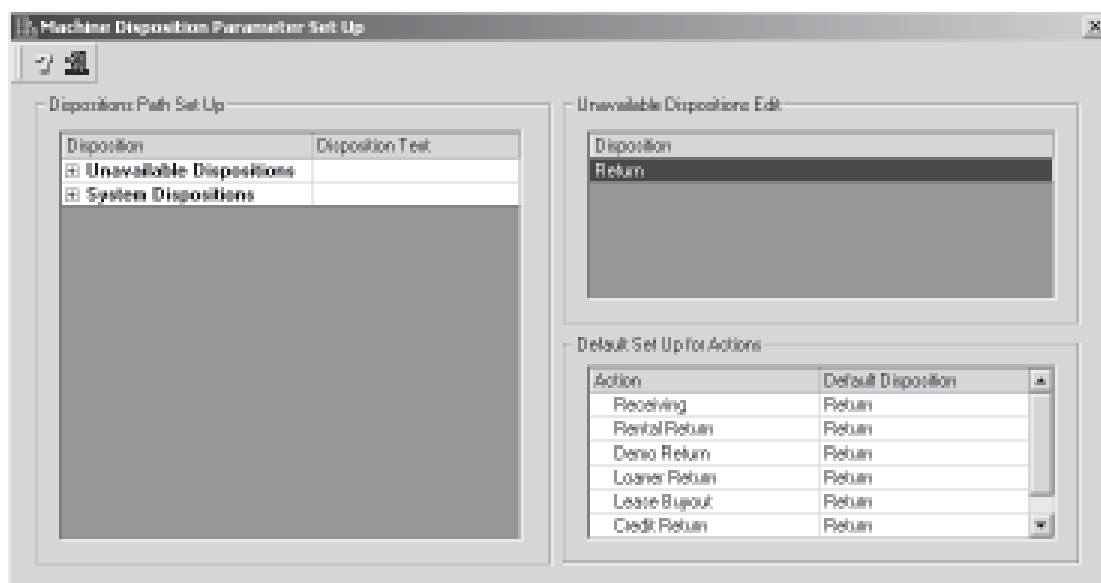 Machine Disposition Parameter Set Up
Dispositions Path Set Up
Disposition Disposition Text
Unavailable Dispositions
System Dispositions
Unavailable Dispositions Edit
Disposition
Return
Default Set Up for Actions
Action Default Disposition
Receiving Return
Rental Return Return
Demo Return Return
Loaner Return Return
Lease Buyout Return
Credit Return Return